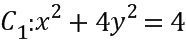 C₁: x² + 4y² = 4